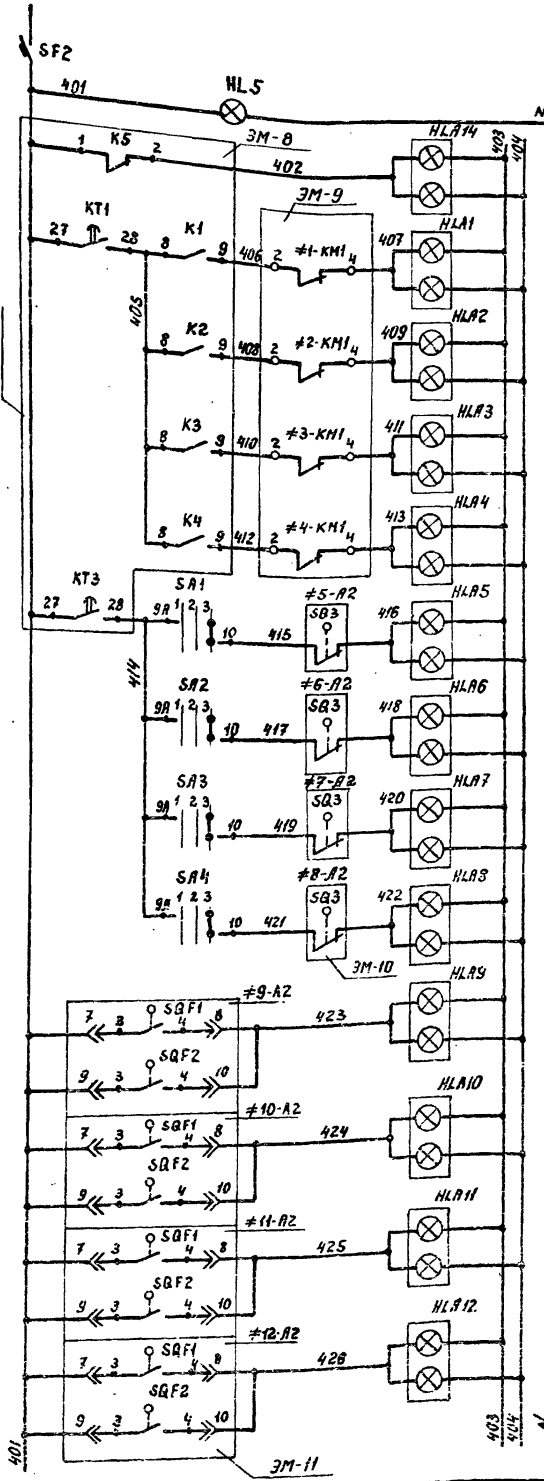 SF2
401 HL5
N
ЭМ-8 HLA14 403 404
1 K5 2
402
ЭМ-9
KT1 K1 HLA1
27 28 8 9 406 2 ≠1-KM1 4 407
405
K2 HLA2
8 9 408 2 ≠2-KM1 4 409
K3 HLA3
8 9 410 2 ≠3-KM1 4 411
K4 HLA4
8 9 412 2 ≠4-KM1 4 413
KT3 SA1 ≠5-A2 HLA5
27 28 9A 1 2 3 SQ3 416
10 415
414
SA2 ≠6-A2 HLA6
9A 1 2 3 SQ3 418
10 417
SA3 ≠7-A2 HLA7
9A 1 2 3 SQ3 420
10 419
SA4 ≠8-A2 HLA8
9A 1 2 3 SQ3 422
10 421
ЭМ-10
≠9-A2 HLA9
7 3 SQF1 4 8 423
SQF2
9 3 4 10
≠10-A2 HLA10
7 3 SQF1 4 8 424
SQF2
9 3 4 10
≠11-A2 HLA11
7 3 SQF1 4 8 425
SQF2
9 3 4 10
≠12-A2 HLA12
7 3 SQF1 4 8 426
SQF2
9 3 4 10
401 403 404 N
ЭМ-11